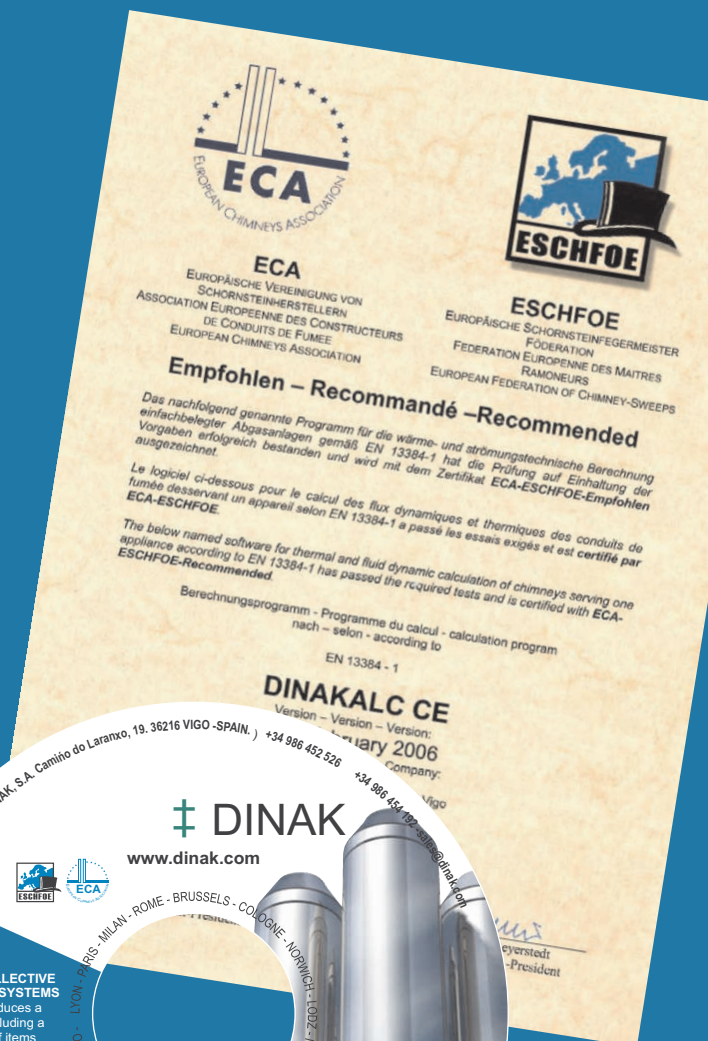 EUROPEAN CHIMNEYS ASSOCIATION
ECA
ESCHFOE
ECA
EUROPÄISCHE VEREINIGUNG VON
SCHORNSTEINHERSTELLERN
ASSOCIATION EUROPEENNE DES CONSTRUCTEURS
DE CONDUITS DE FUMEE
EUROPEAN CHIMNEYS ASSOCIATION
ESCHFOE
EUROPÄISCHE SCHORNSTEINFEGERMEISTER
FÖDERATION
FEDERATION EUROPENNE DES MAITRES
RAMONEURS
EUROPEAN FEDERATION OF CHIMNEY-SWEEPS
Empfohlen – Recommandé –Recommended
Das nachfolgend genannte Programm für die wärme- und strömungstechnische Berechnung
einfachbelegter Abgasanlagen gemäß EN 13384-1 hat die Prüfung auf Einhaltung der
Vorgaben erfolgreich bestanden und wird mit dem Zertifikat ECA-ESCHFOE-Empfohlen
ausgezeichnet.
Le logiciel ci-dessous pour le calcul des flux dynamiques et thermiques des conduits de
fumée desservant un appareil selon EN 13384-1 a passé les essais exigés et est certifié par
ECA-ESCHFOE.
The below named software for thermal and fluid dynamic calculation of chimneys serving one
appliance according to EN 13384-1 has passed the required tests and is certified with ECA-
ESCHFOE-Recommended.
Berechnungsprogramm - Programme du calcul - calculation program
nach – selon - according to
EN 13384 - 1
DINAKALC CE
Version – Version – Version:
2006
Company:
Vigo
S.A. Camiño do Laranxo, 19. 36216 VIGO -SPAIN. ) +34 986 452 526 +34 986 454 192 -sales@dinak.com
‡ DINAK
www.dinak.com
ESCHFOE
ECA
LYON - PARIS - MILAN - ROME - BRUSSELS - COLOGNE - NORWICH - LODZ -
-President
SYSTEMS